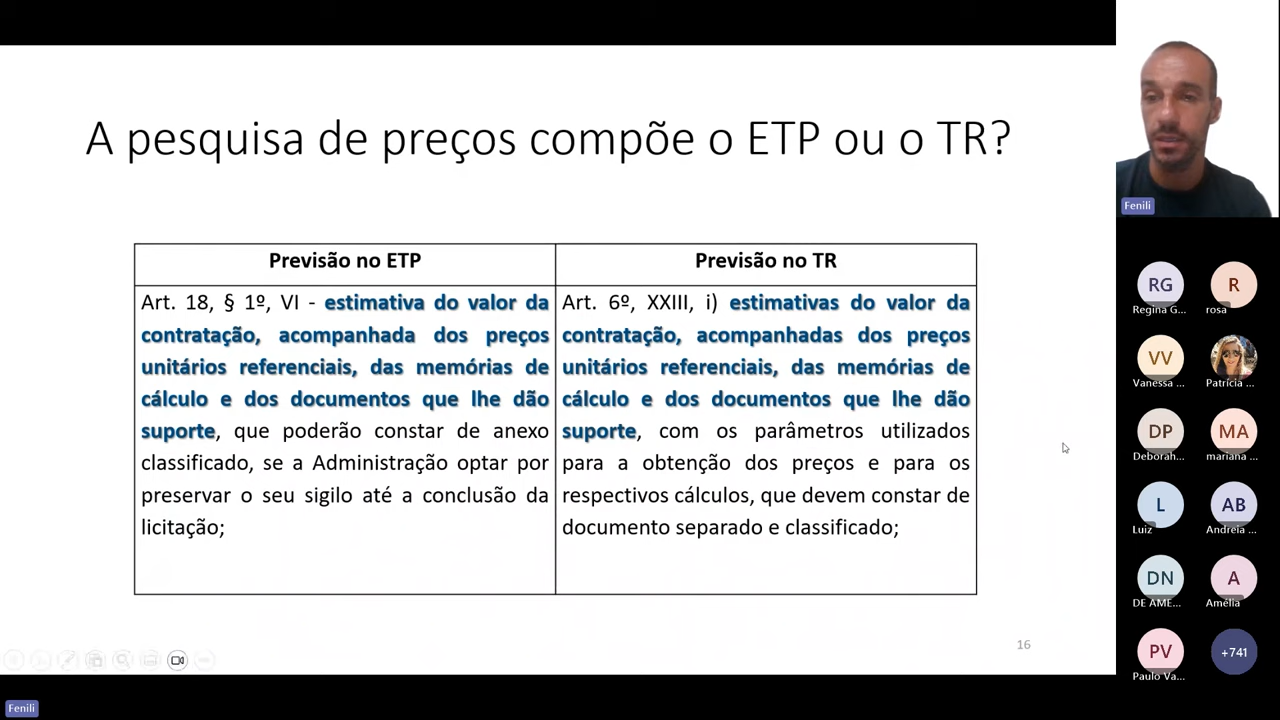 A pesquisa de preços compõe o ETP ou o TR?
Previsão no ETP
Art. 18, § 1º, VI - estimativa do valor da
contratação, acompanhada dos preços
unitários referenciais, das memórias de
cálculo e dos documentos que lhe dão
suporte, que poderão constar de anexo
classificado, se a Administração optar por
preservar o seu sigilo até a conclusão da
licitação;
Previsão no TR
Art. 6º, XXIII, i) estimativas do valor da
contratação, acompanhadas dos preços
unitários referenciais, das memórias de
cálculo e dos documentos que lhe dão
suporte, com os parâmetros utilizados
para a obtenção dos preços e para os
respectivos cálculos, que devem constar de
documento separado e classificado;
16
Fenili
RG
Regina G...
R
rosa
VV
Vanessa ...
Patrícia ...
DP
Deborah...
MA
mariana ...
L
Luiz
AB
Andreia ...
DN
DE AME...
A
Amélia
PV
Paulo Va...
+741
Fenili